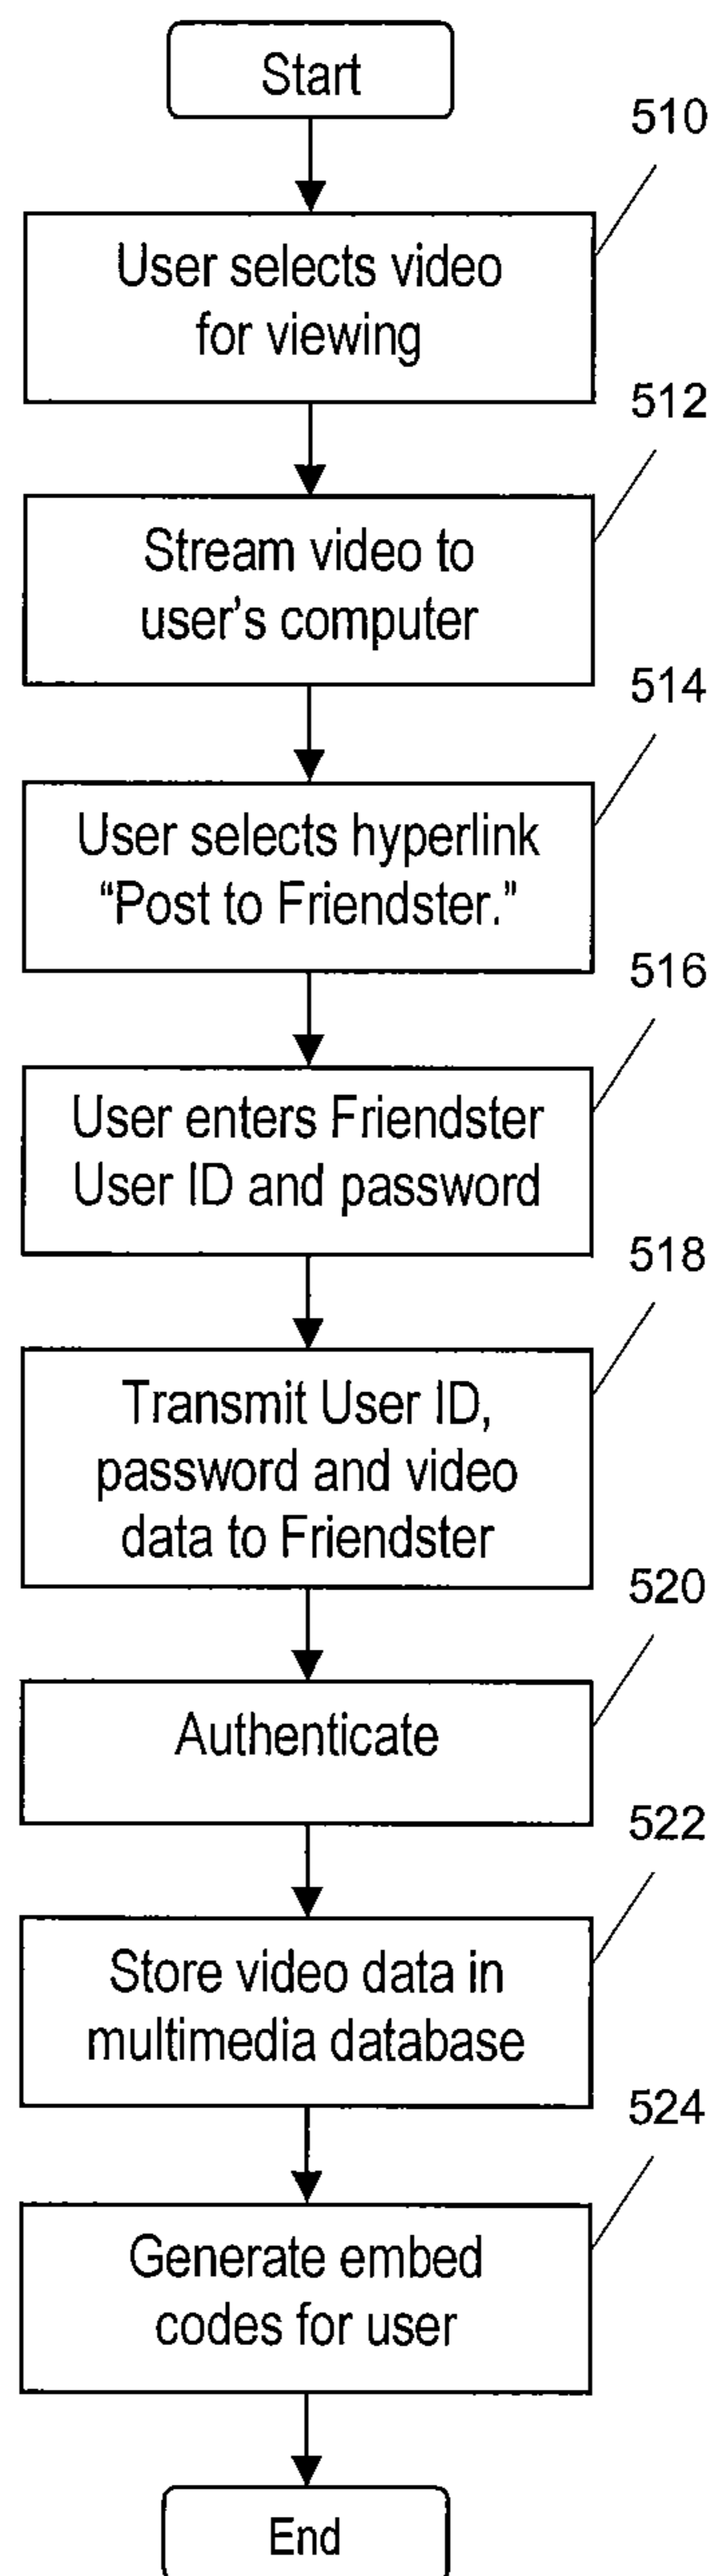 Start
510
User selects video
for viewing
512
Stream video to
user's computer
514
User selects hyperlink
“Post to Friendster.”
516
User enters Friendster
User ID and password
518
Transmit User ID,
password and video
data to Friendster
520
Authenticate
522
Store video data in
multimedia database
524
Generate embed
codes for user
End